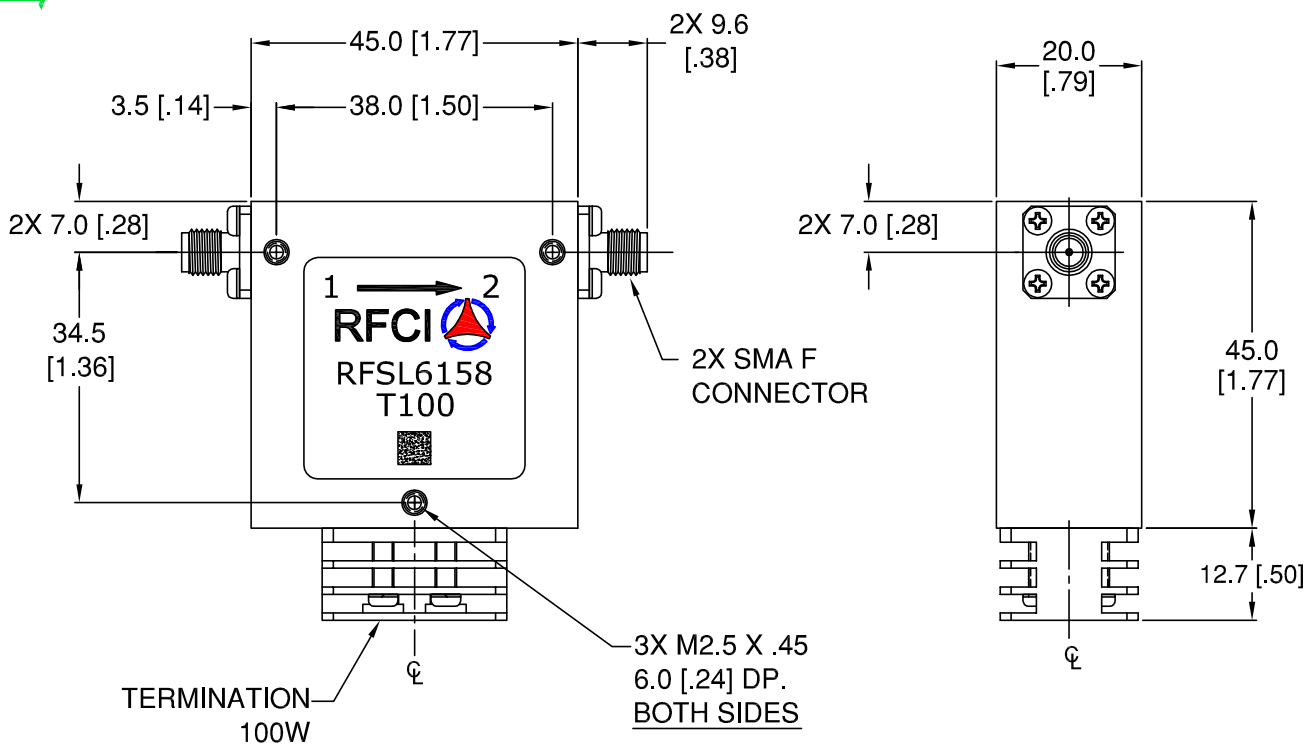 45.0 [1.77]
2X 9.6
[.38]
3.5 [.14]
38.0 [1.50]
2X 7.0 [.28]
34.5
[1.36]
1
2
RFCI
RFSL6158
T100
2X SMA F
CONNECTOR
TERMINATION
100W
℄
3X M2.5 X .45
6.0 [.24] DP.
BOTH SIDES
20.0
[.79]
2X 7.0 [.28]
45.0
[1.77]
12.7 [.50]
℄